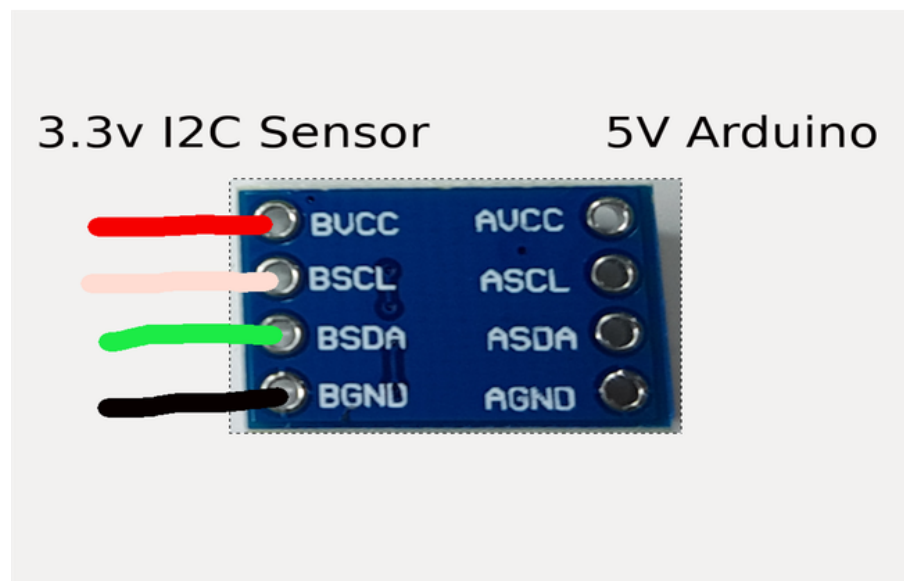 3.3v I2C Sensor 5V Arduino
BVCC AVCC
BSCL ASCL
BSDA ASDA
BGND AGND